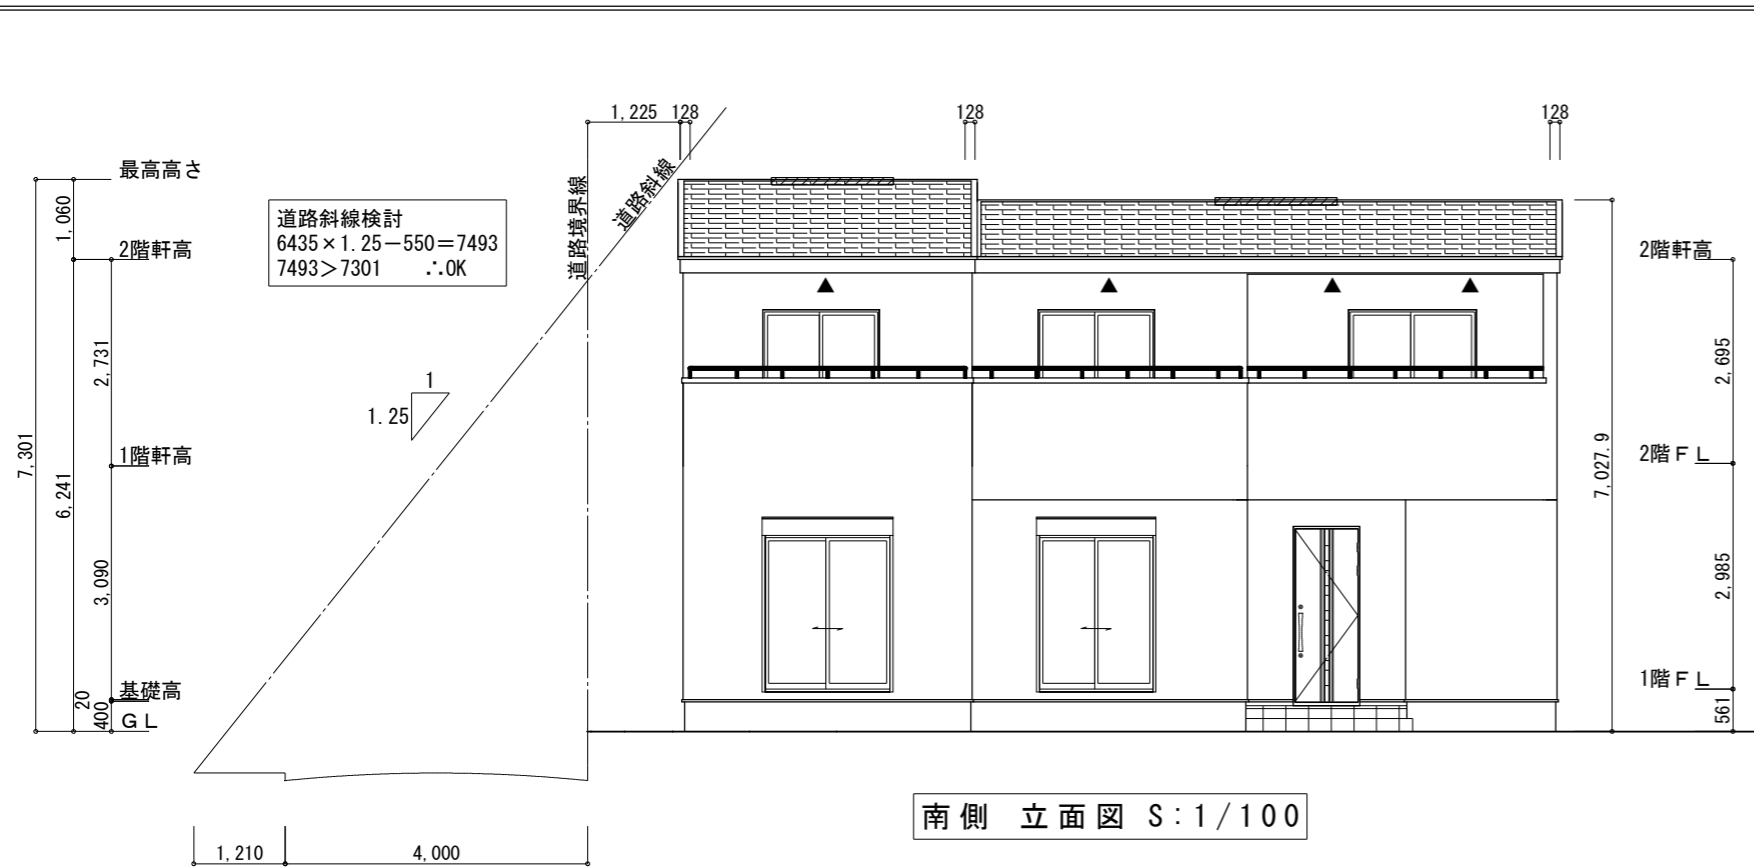 1,225 128 128 128
最高高さ
1,060
道路斜線検討
6435×1.25−550=7493
7493>7301 ∴OK
道路境界線
道路斜線
2階軒高
2階軒高
2,731
2,695
1
1.25
7,301
6,241
1階軒高
7,027.9
2階FL
3,090
2,985
20
基礎高
1階FL
400
GL
561
南側 立面図 S:1/100
1,210 4,000